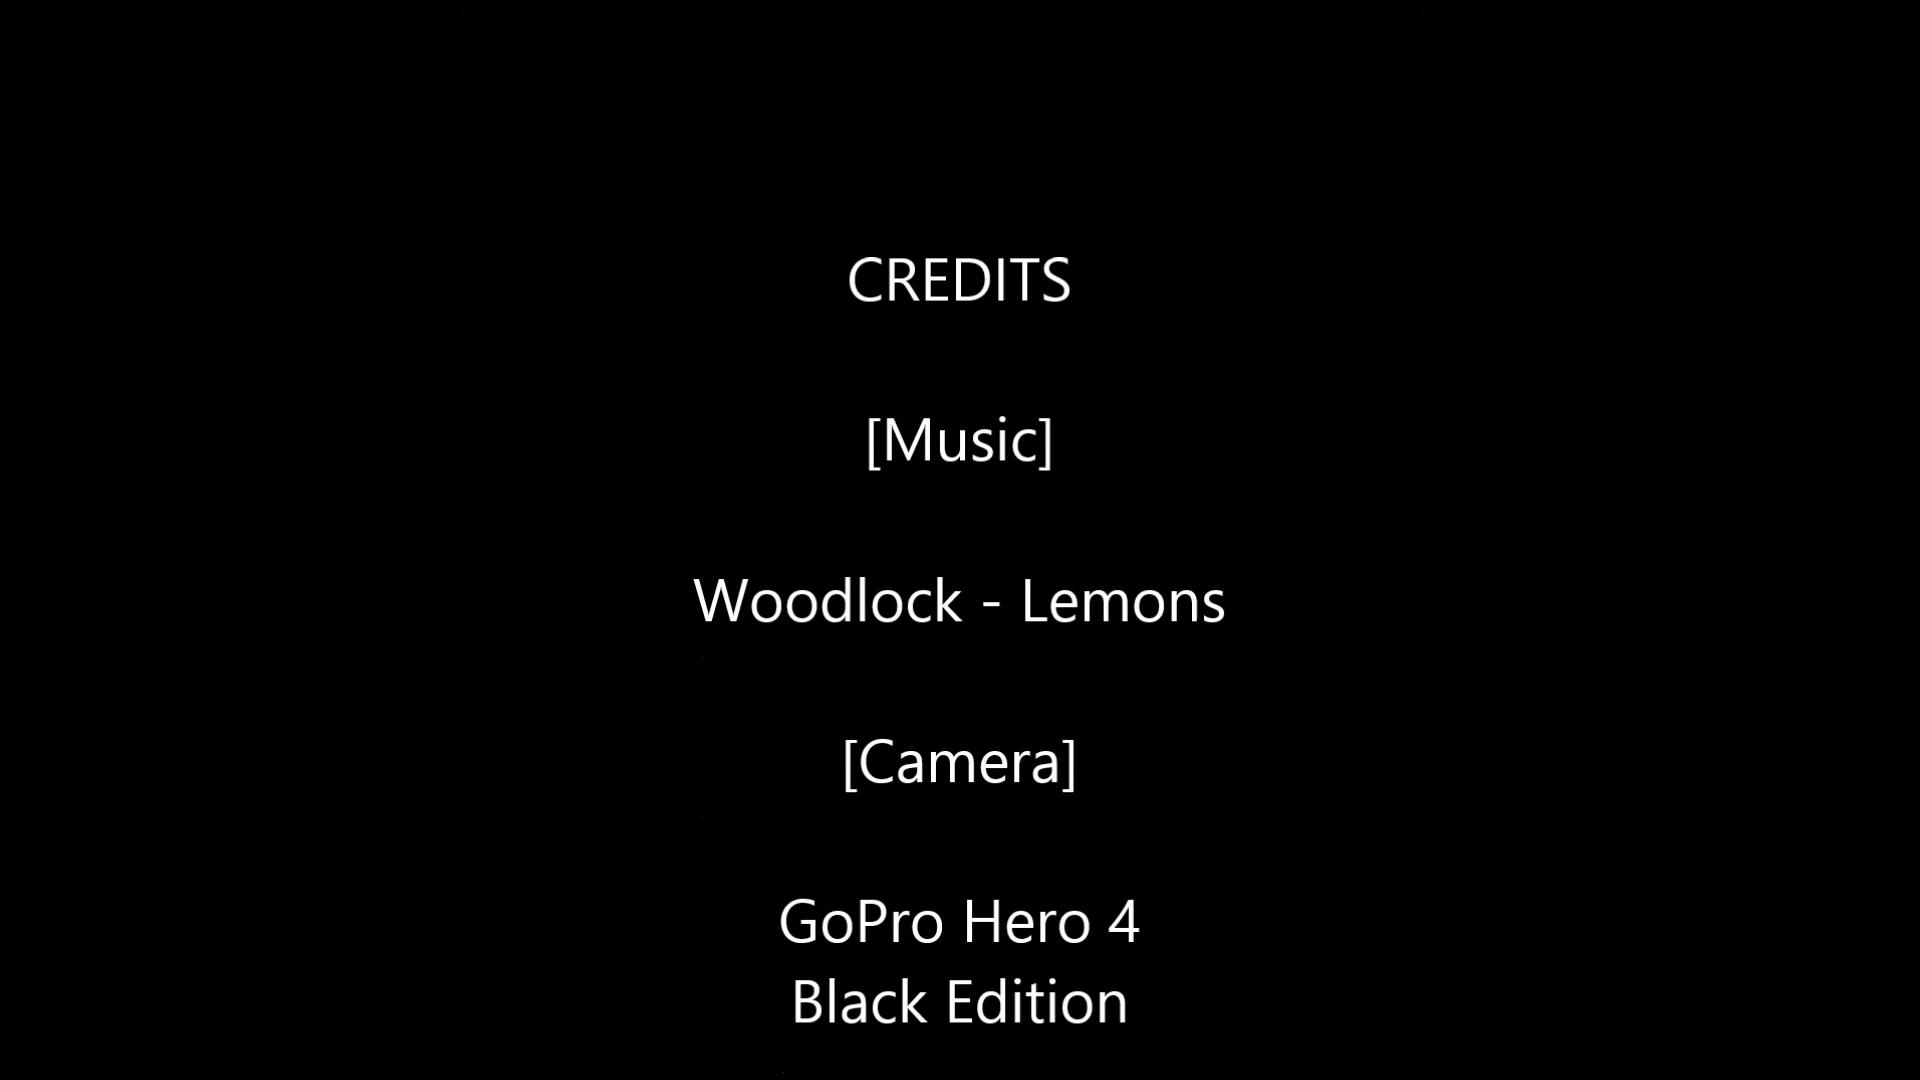 CREDITS
[Music]
Woodlock - Lemons
[Camera]
GoPro Hero 4
Black Edition